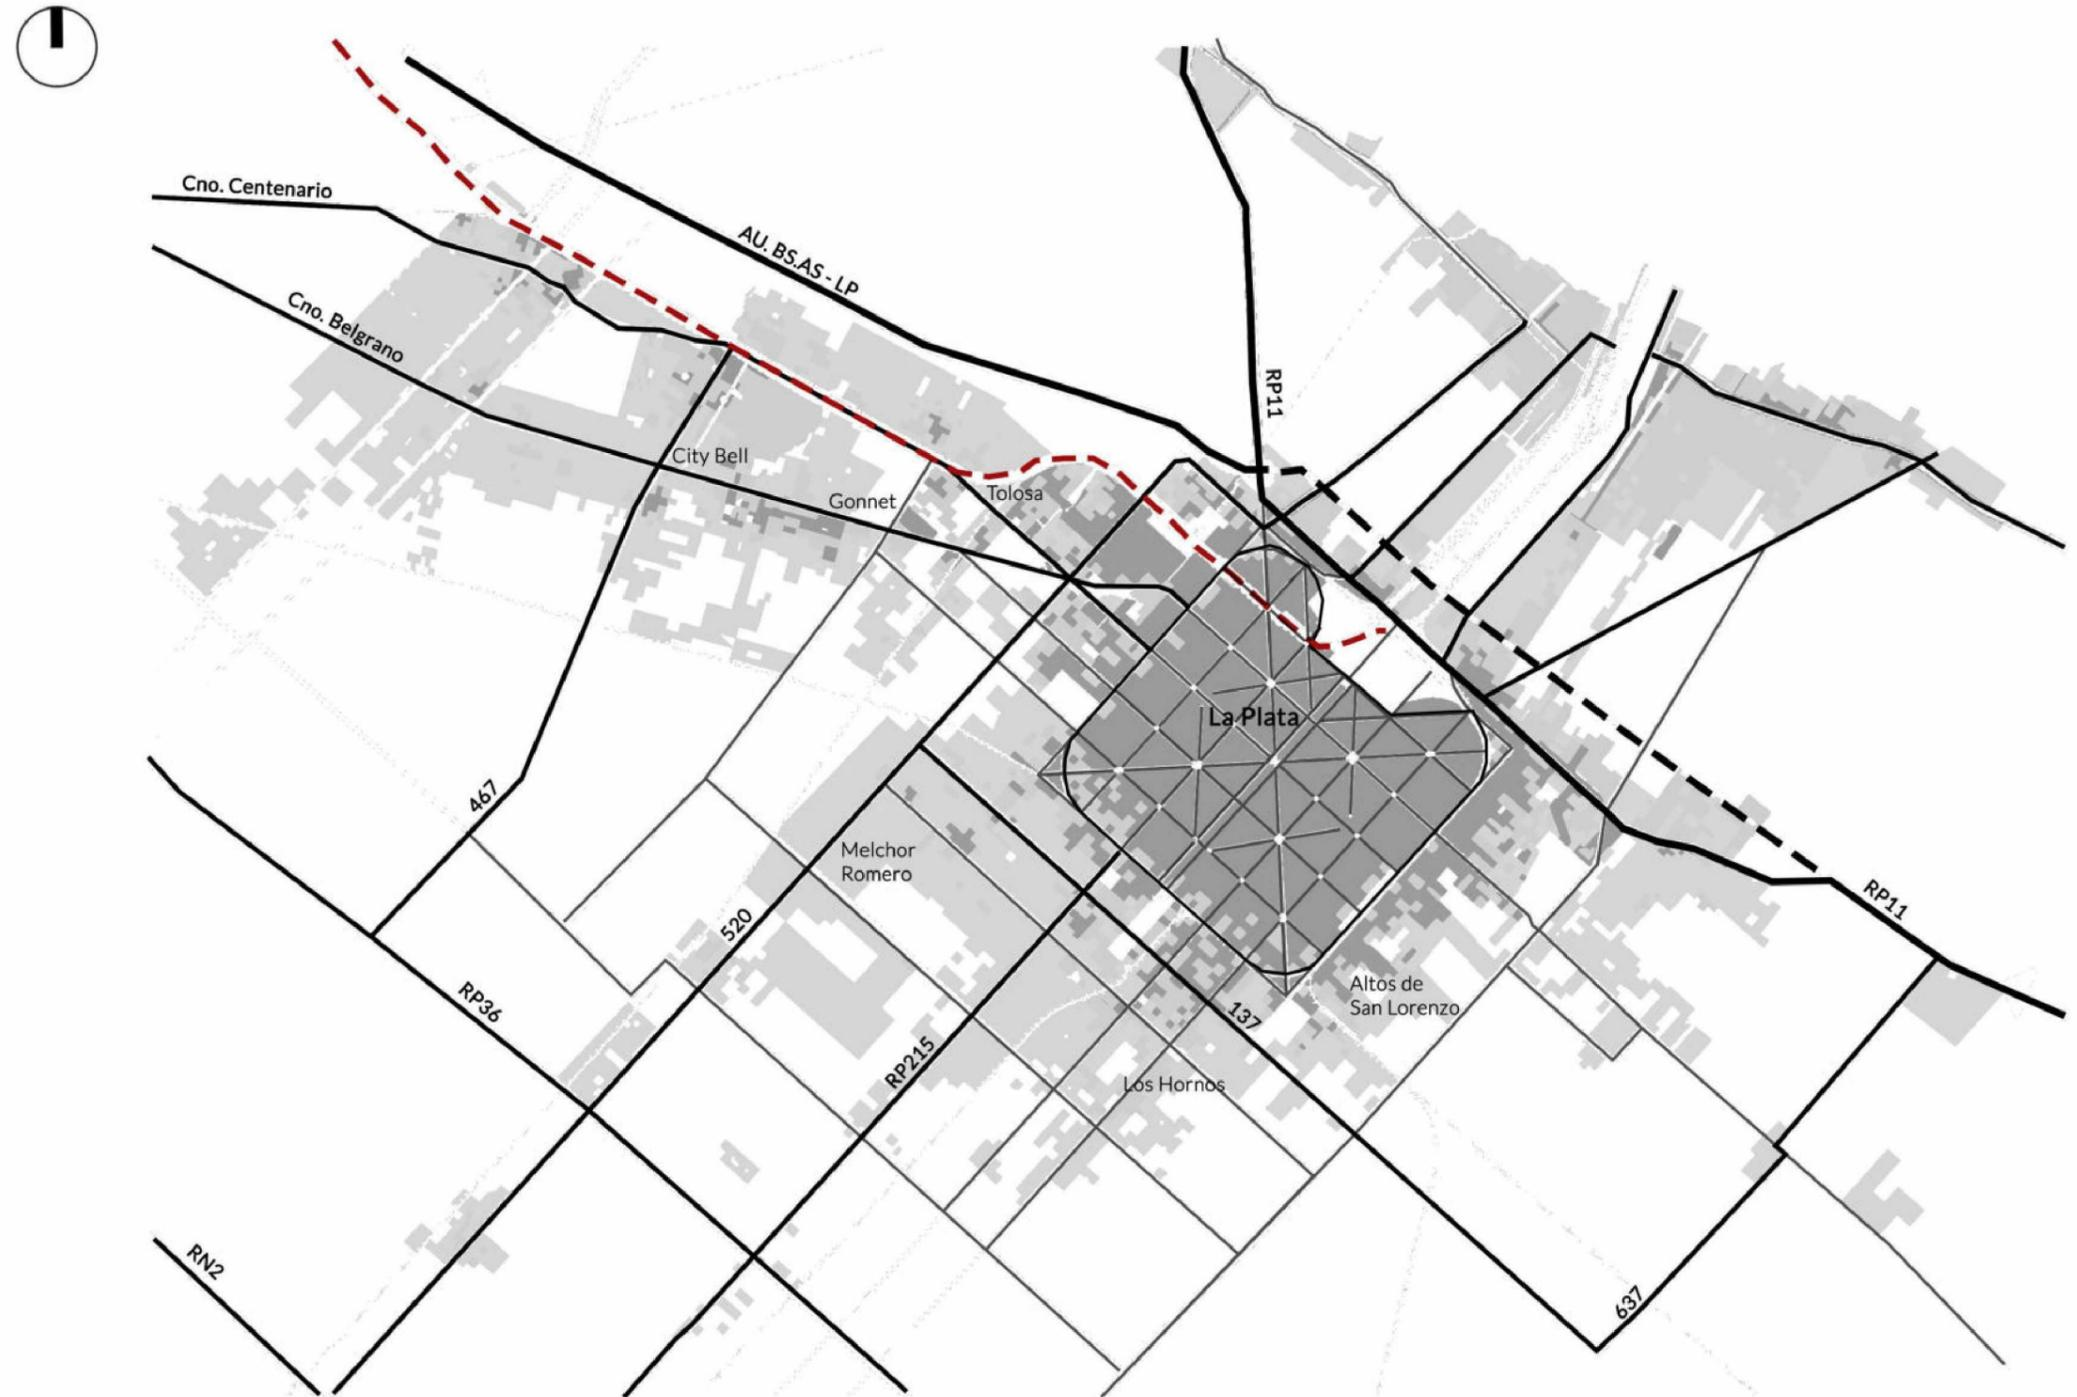 Cno. Centenario
AU. BS.AS - LP
Cno. Belgrano
RP11
City Bell
Gonnet
Tolosa
La Plata
467
Melchor
Romero
520
RP11
RP36
Altos de
San Lorenzo
137
RP215
Los Hornos
RN2
637